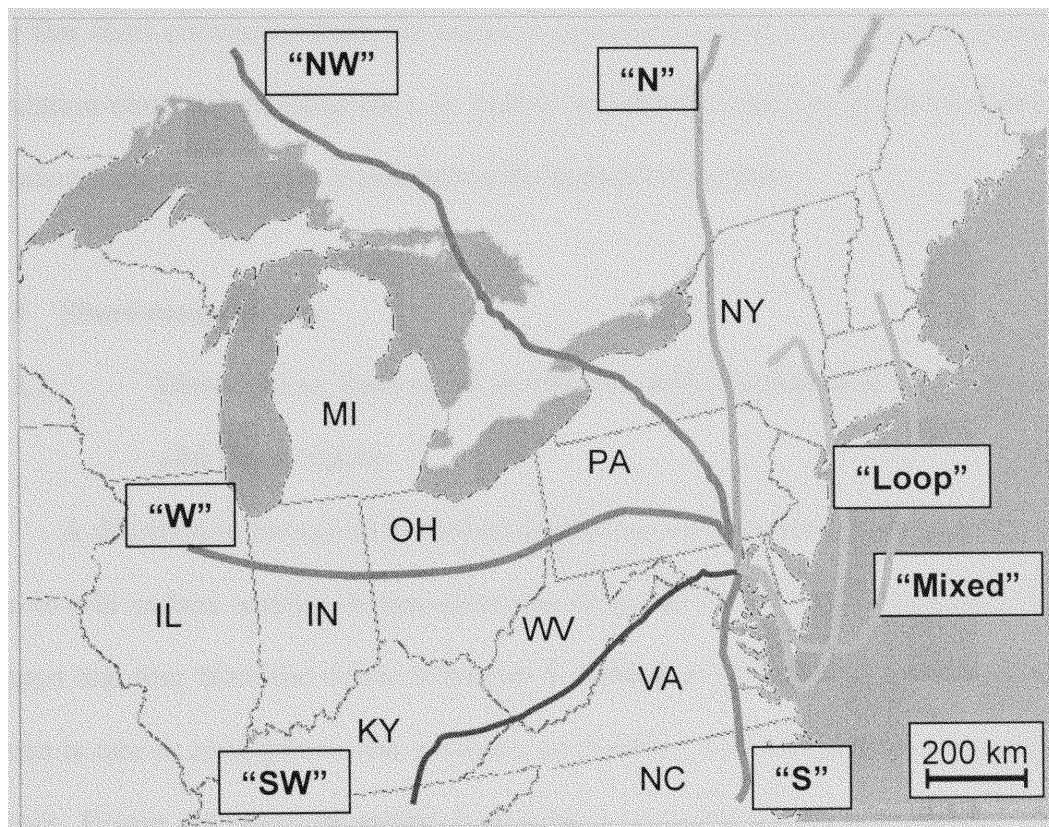 “NW”
“N”
NY
MI
PA
“Loop”
“W”
OH
“Mixed”
IL
IN
WV
VA
KY
“SW”
NC
“S”
200 km